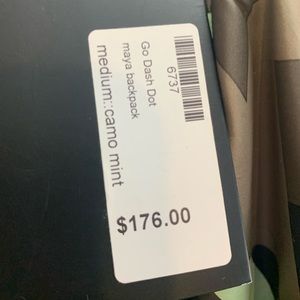 6737
Go Dash Dot
maya backpack
medium::camo mint
$176.00